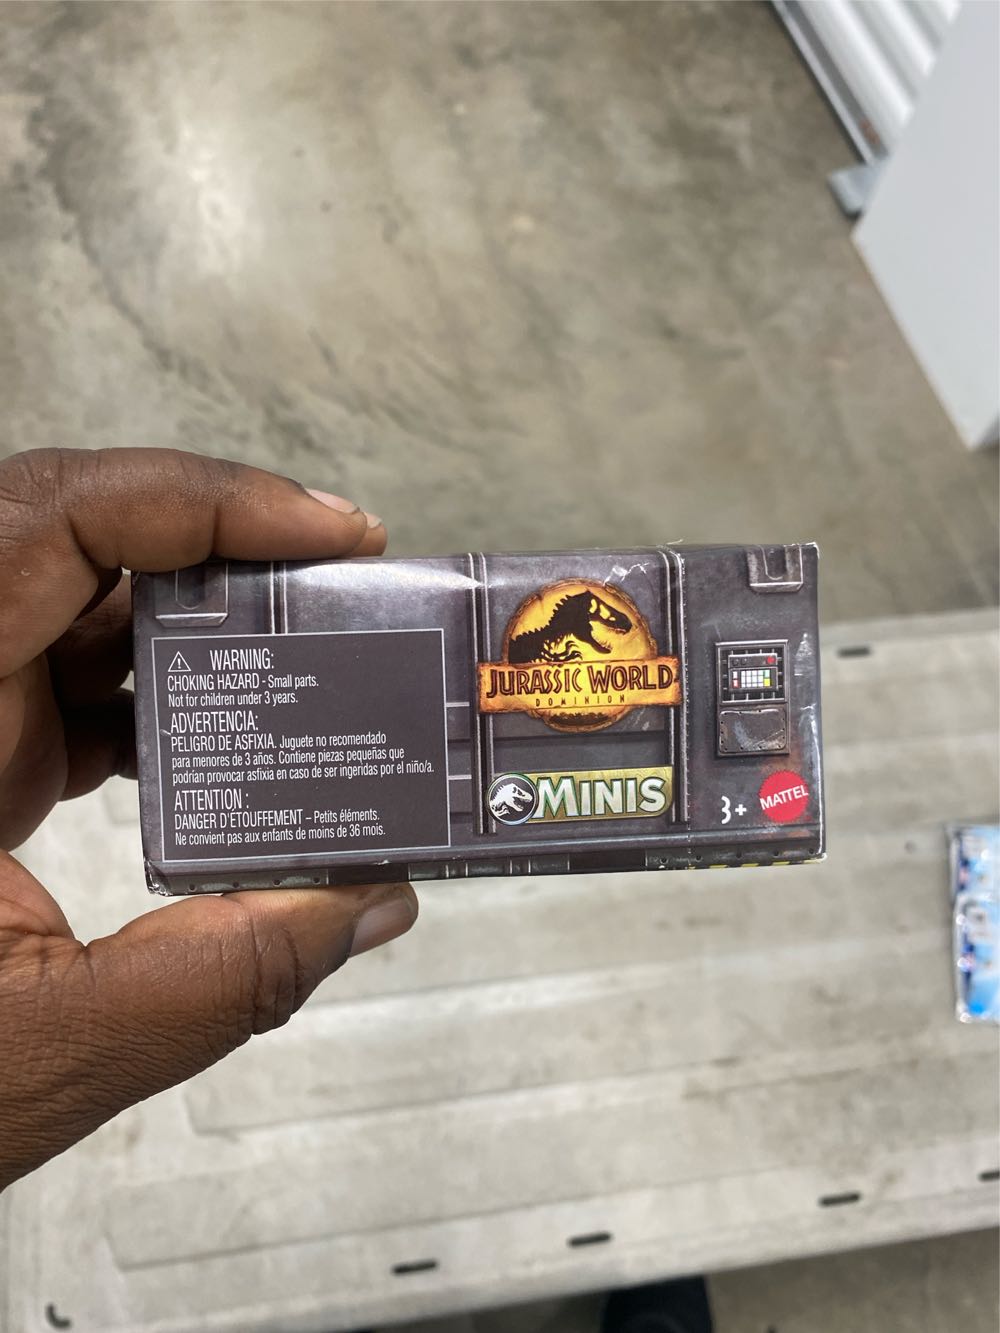 WARNING:
CHOKING HAZARD - Small parts.
Not for children under 3 years.
ADVERTENCIA:
PELIGRO DE ASFIXIA. Juguete no recomendado
para menores de 3 años. Contiene piezas pequeñas que
podrían provocar asfixia en caso de ser ingeridas por el niño/a.
ATTENTION :
DANGER D'ÉTOUFFEMENT – Petits éléments.
Ne convient pas aux enfants de moins de 36 mois.
JURASSIC WORLD
DOMINION
MINIS
3+
MATTEL